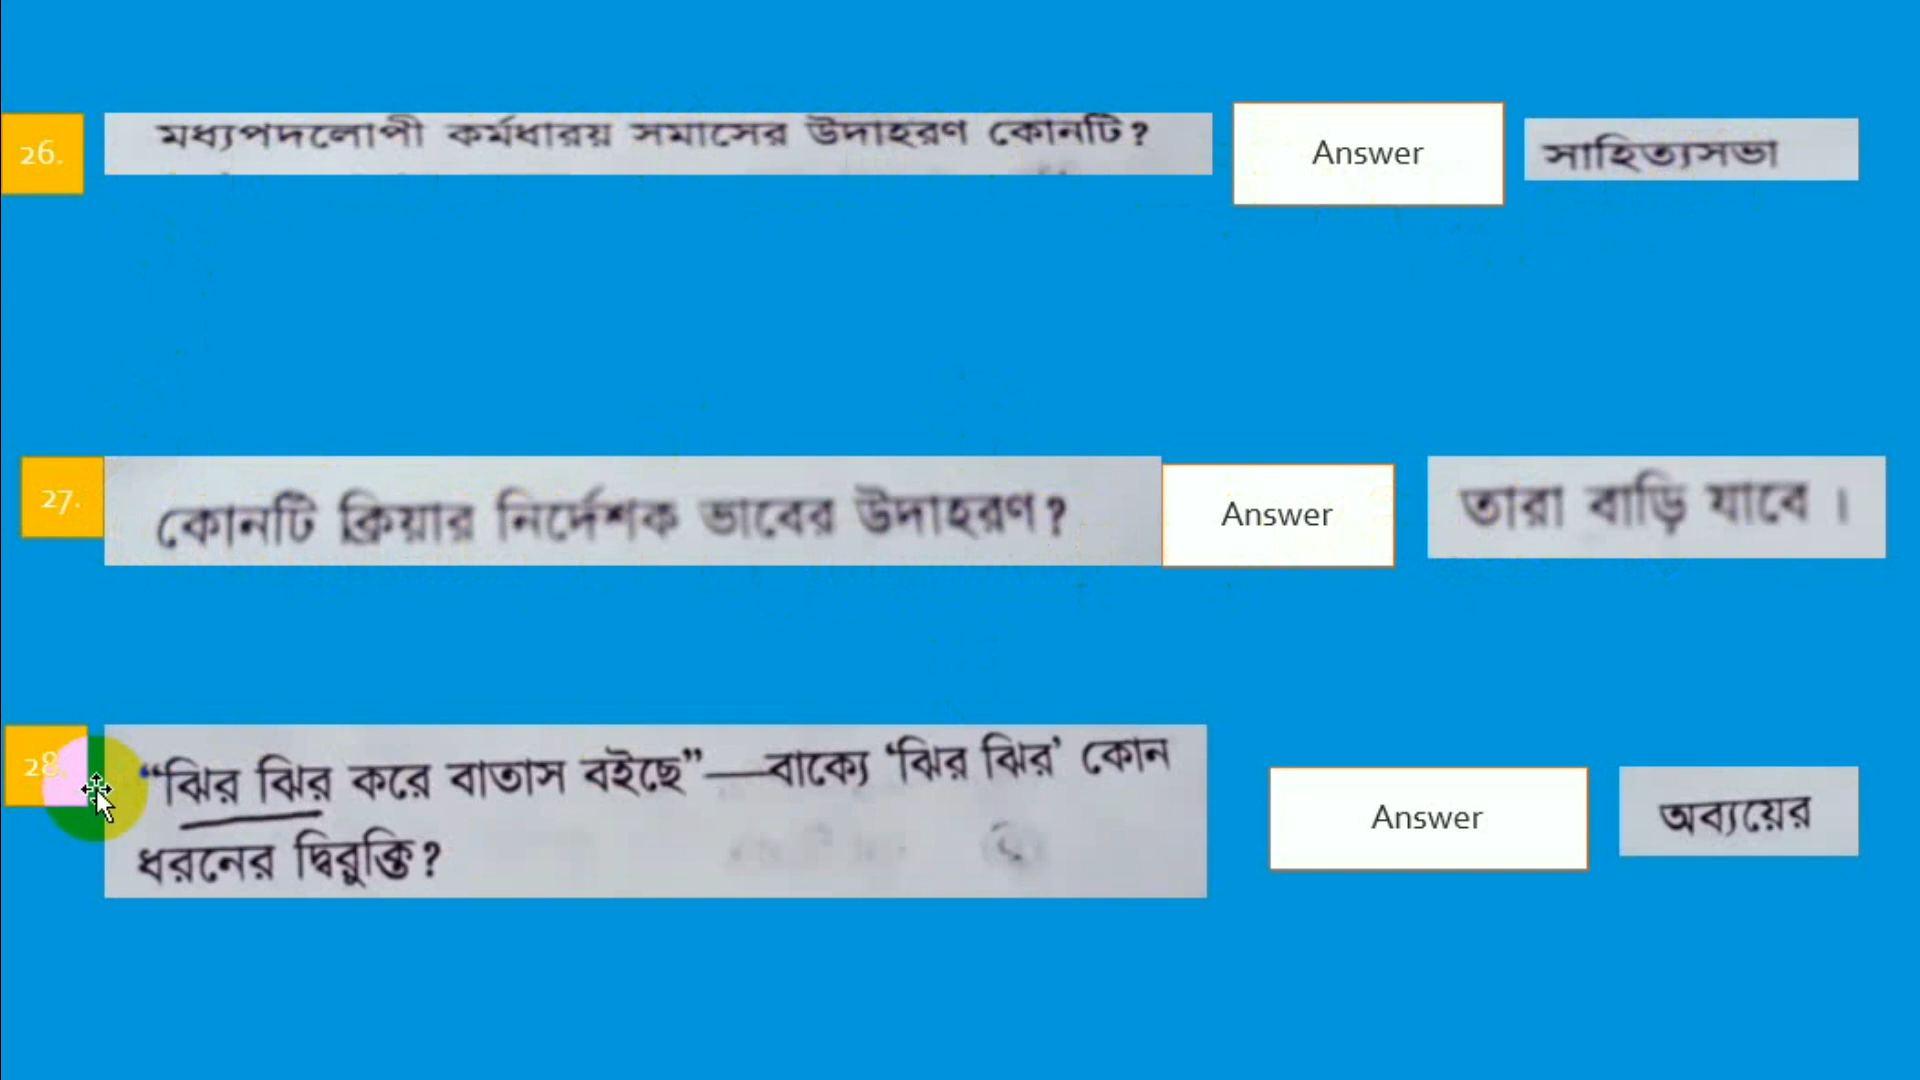 26. মধ্যপদলোপী কর্মধারয় সমাসের উদাহরণ কোনটি? Answer সাহিত্যসভা
27. কোনটি ক্রিয়ার নির্দেশক ভাবের উদাহরণ? Answer তারা বাড়ি যাবে।
28. “ঝির ঝির করে বাতাস বইছে”—বাক্যে ‘ঝির ঝির’ কোন
ধরনের দ্বিরুক্তি? Answer অব্যয়ের